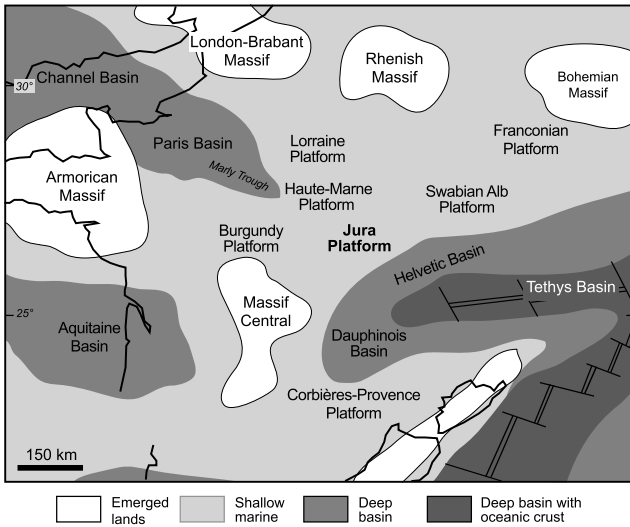 London-Brabant
Massif
Rhenish
Massif
Channel Basin
30°
Bohemian
Massif
Paris Basin
Lorraine
Platform
Franconian
Platform
Marly Trough
Armorican
Massif
Haute-Marne
Platform
Swabian Alb
Platform
Burgundy
Platform
Jura
Platform
Helvetic Basin
Tethys Basin
25°
Massif
Central
Aquitaine
Basin
Dauphinois
Basin
Corbières-Provence
Platform
150 km
Emerged
lands
Shallow
marine
Deep
basin
Deep basin with
oceanic crust